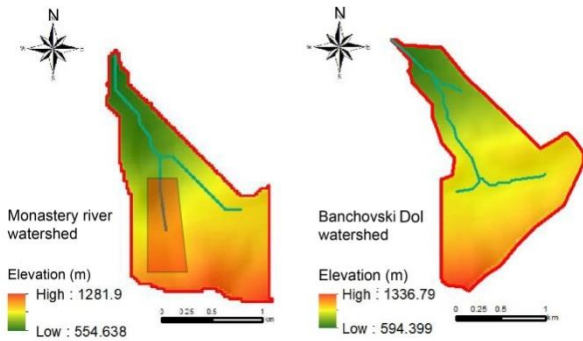 N
Monastery river
watershed
Elevation (m)
High : 1281.9
Low : 554.638
0 0.25 0.5 1
N
Banchovski Dol
watershed
Elevation (m)
High : 1336.79
Low : 594.399
0 0.25 0.5 1
km